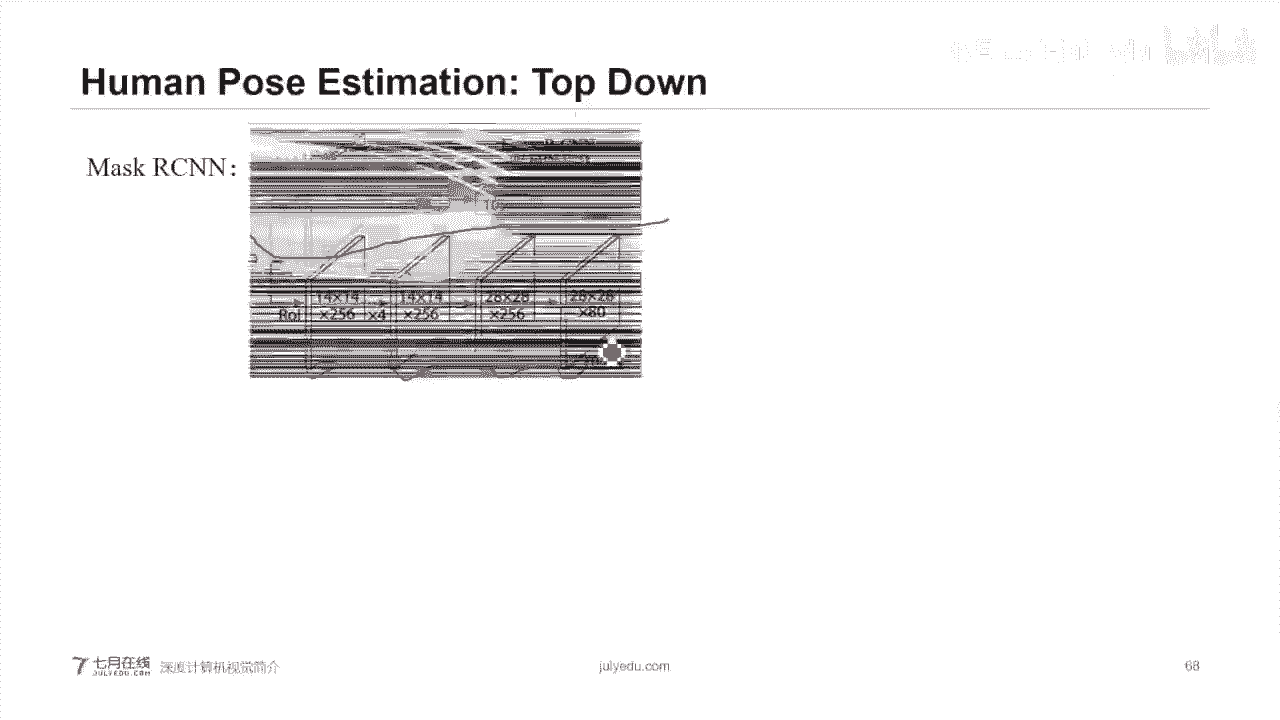 Human Pose Estimation: Top Down
Mask RCNN:
14×14 14×14 28×28 28×28
RoI ×256 ×4 ×256 ×256 ×80
七月在线 深度计算机视觉简介 julyedu.com 68
JULYEDU.COM